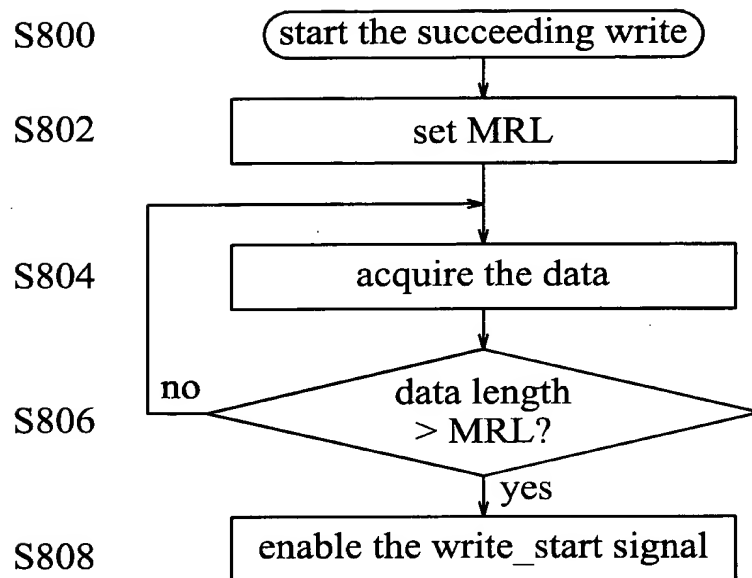 S800 start the succeeding write
S802 set MRL
S804 acquire the data
no
S806 data length
> MRL?
yes
S808 enable the write_start signal